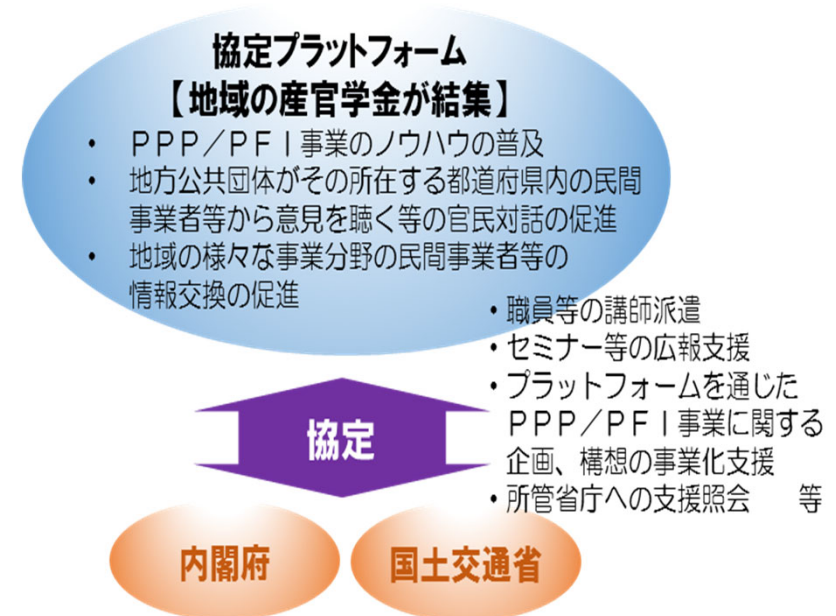 協定プラットフォーム
【地域の産官学金が結集】
・ ＰＰＰ／ＰＦＩ事業のノウハウの普及
・ 地方公共団体がその所在する都道府県内の民間
事業者等から意見を聴く等の官民対話の促進
・ 地域の様々な事業分野の民間事業者等の
情報交換の促進
・職員等の講師派遣
・セミナー等の広報支援
・プラットフォームを通じた
ＰＰＰ／ＰＦＩ事業に関する
企画、構想の事業化支援
・所管省庁への支援照会　等
協定
内閣府
国土交通省